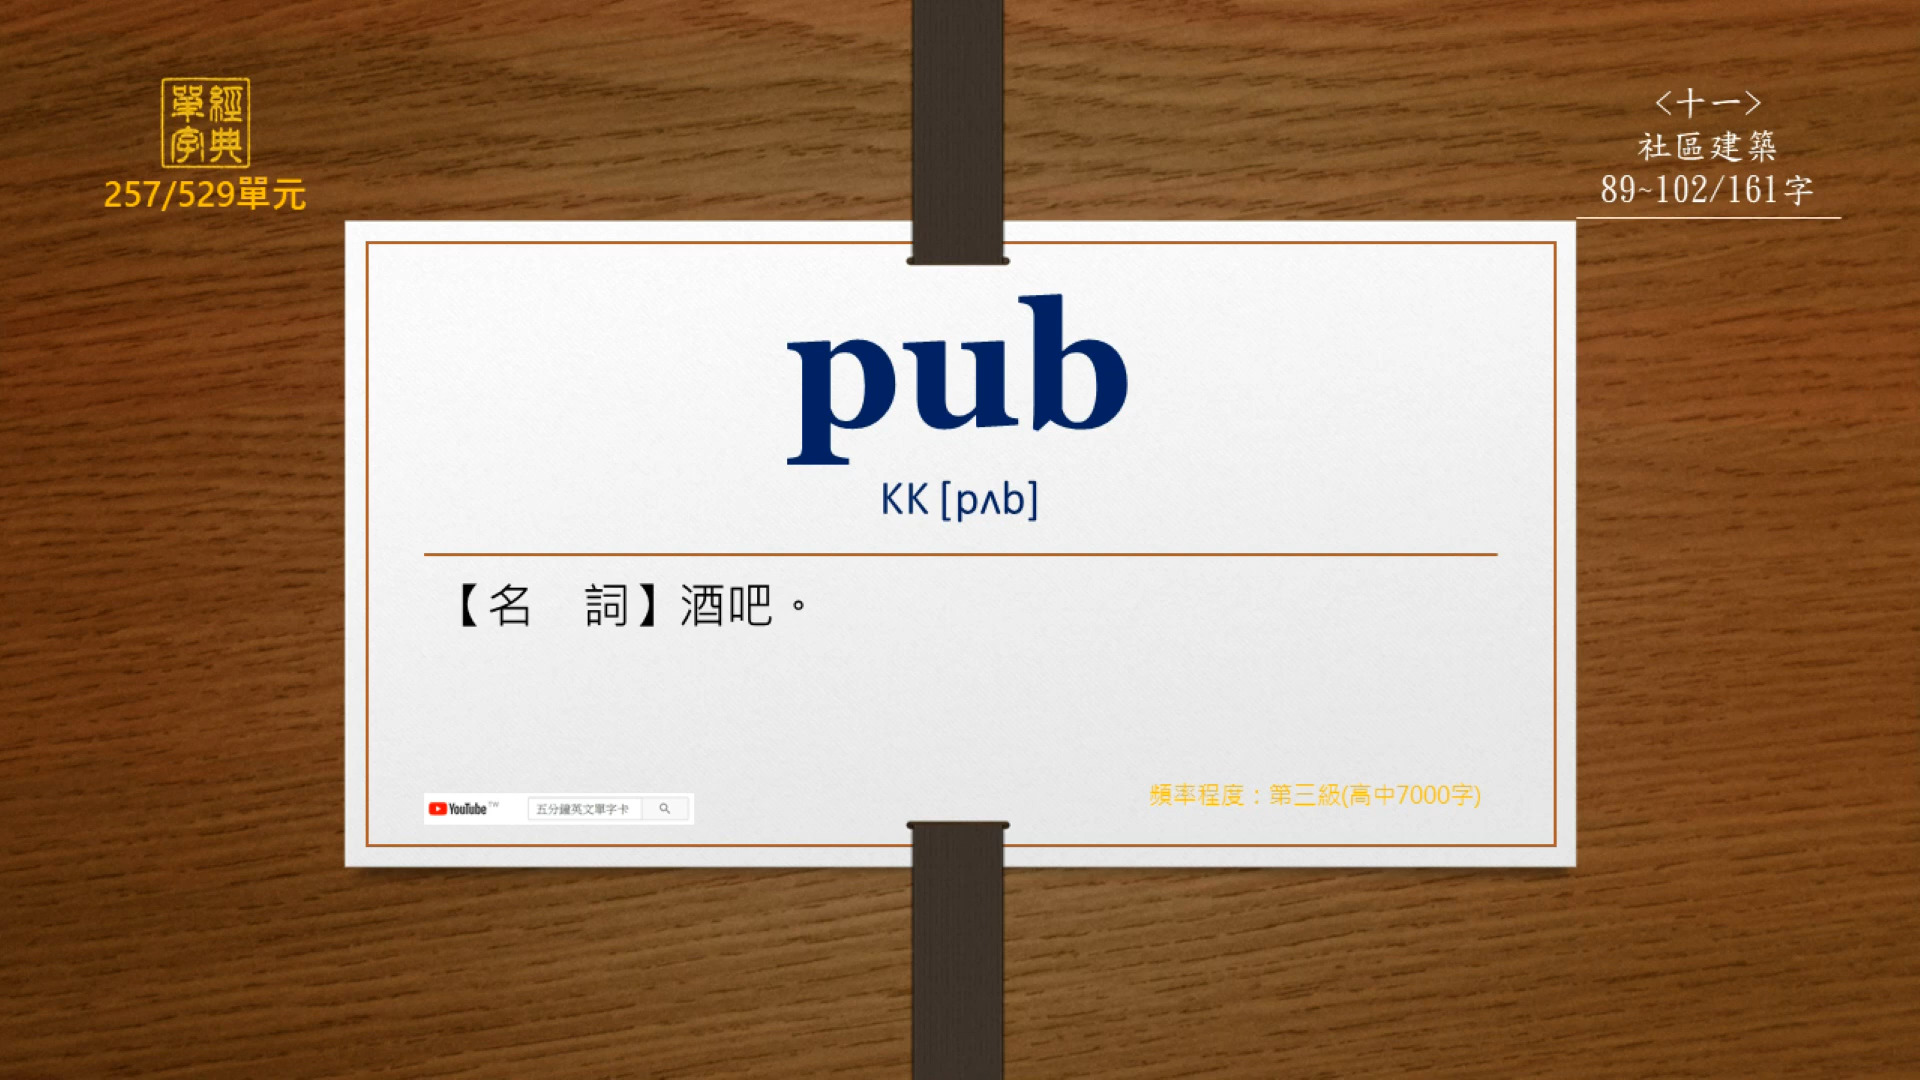 單經
字典
257/529單元
<十一>
社區建築
89~102/161字
pub
KK [pʌb]
【名　詞】酒吧。
YouTube TW
五分鐘英文單字卡
頻率程度：第三級(高中7000字)